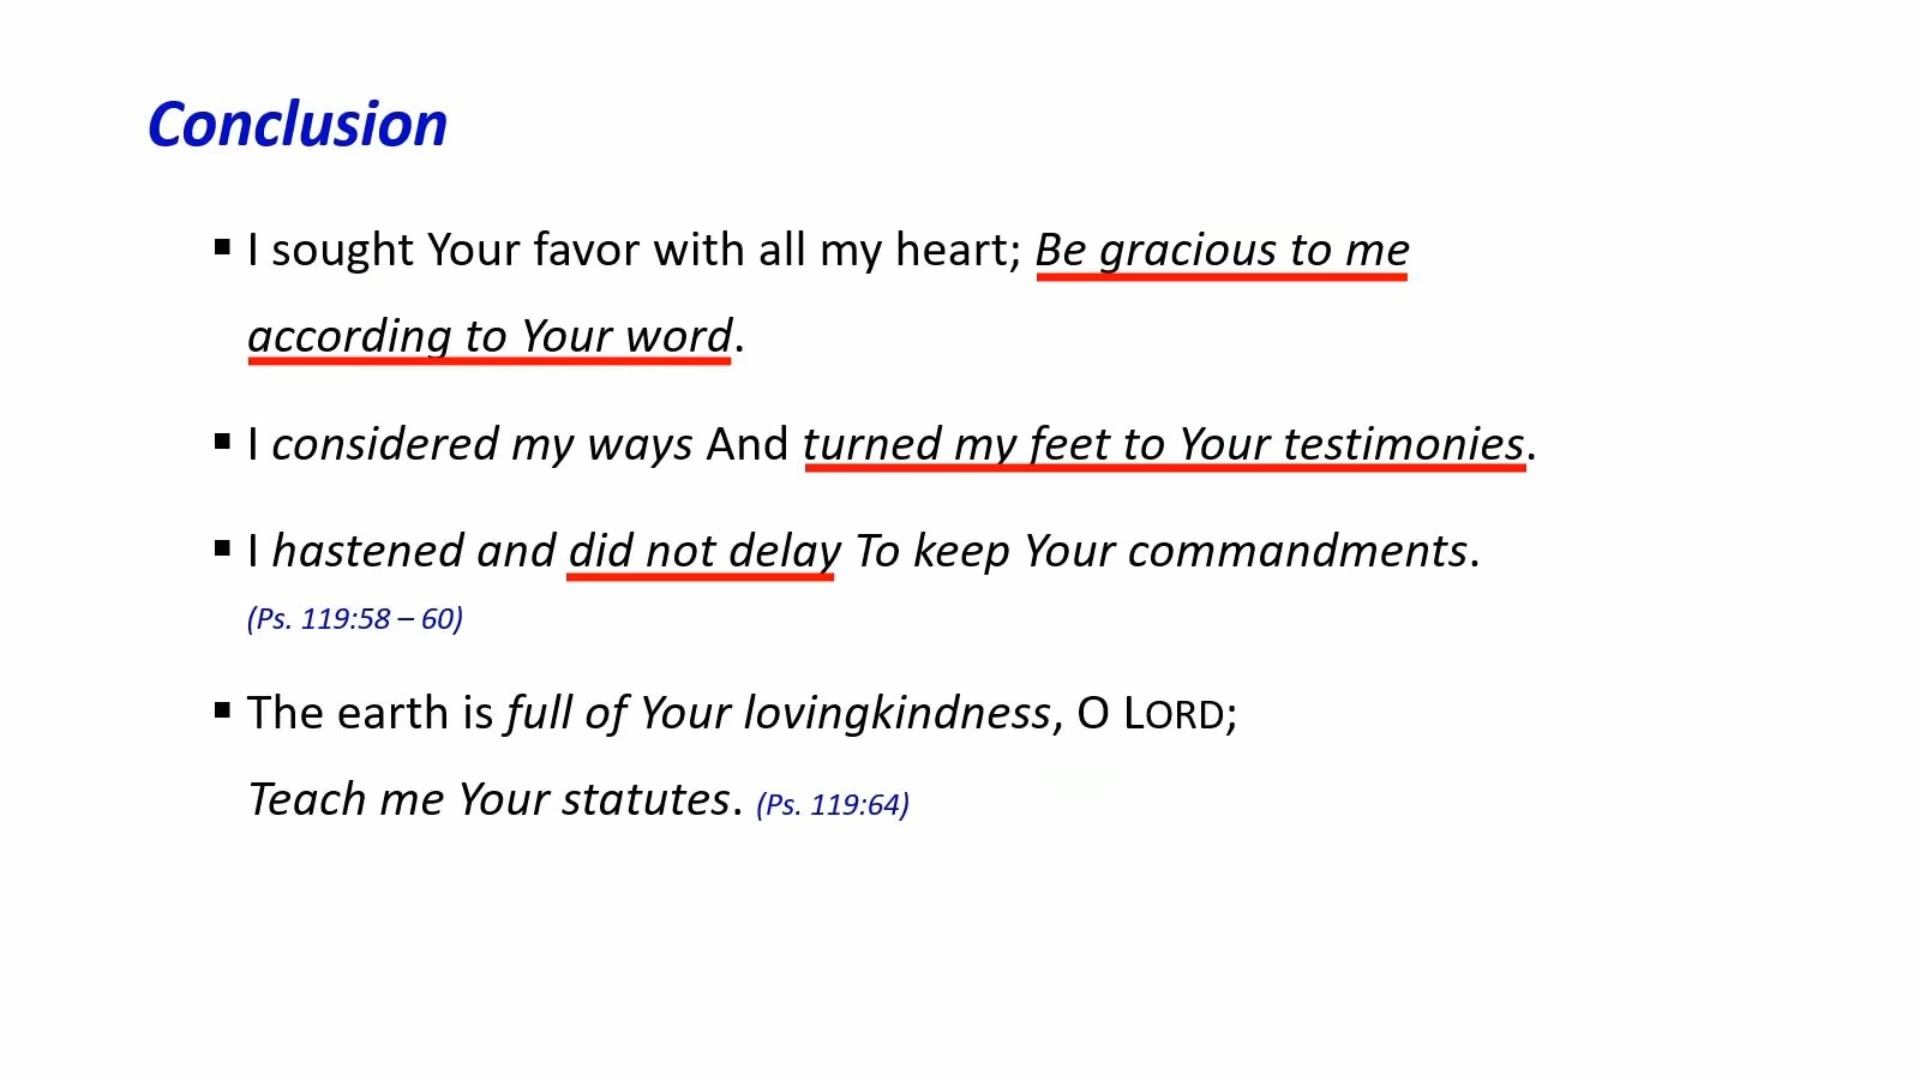 Conclusion
▪ I sought Your favor with all my heart; Be gracious to me
according to Your word.
▪ I considered my ways And turned my feet to Your testimonies.
▪ I hastened and did not delay To keep Your commandments.
(Ps. 119:58 – 60)
▪ The earth is full of Your lovingkindness, O LORD;
Teach me Your statutes. (Ps. 119:64)